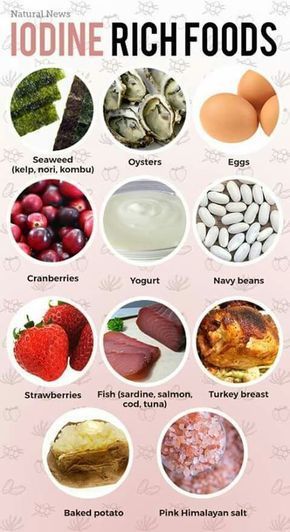 Natural News
IODINE RICH FOODS
Seaweed
(kelp, nori, kombu)
Oysters
Eggs
Cranberries
Yogurt
Navy beans
Strawberries
Fish (sardine, salmon,
cod, tuna)
Turkey breast
Baked potato
Pink Himalayan salt